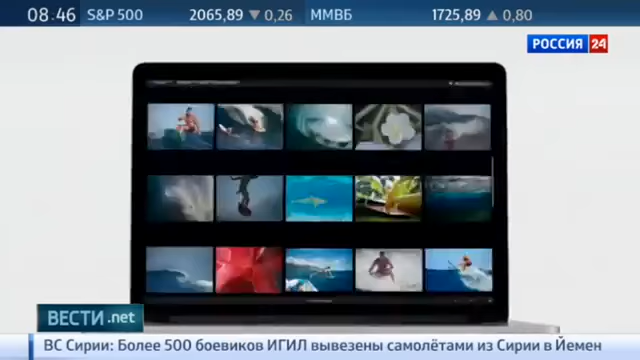 08:46 S&P 500 2065,89 ▼ 0,26 ММВБ 1725,89 ▲ 0,80
РОССИЯ 24
ВЕСТИ.net
ВС Сирии: Более 500 боевиков ИГИЛ вывезены самолётами из Сирии в Йемен